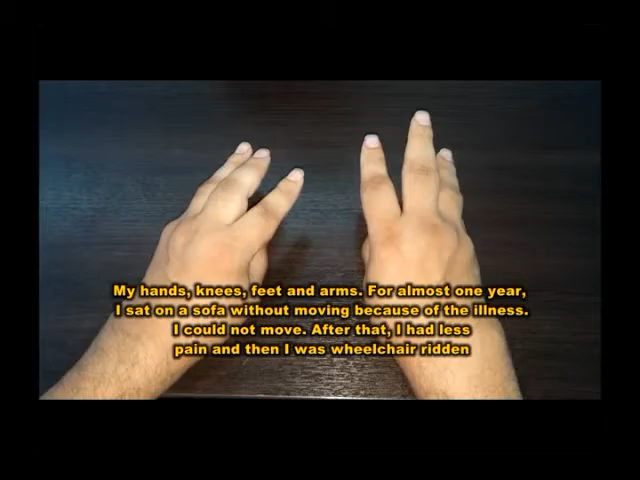 My hands, knees, feet and arms. For almost one year,
I sat on a sofa without moving because of the illness.
I could not move. After that, I had less
pain and then I was wheelchair ridden